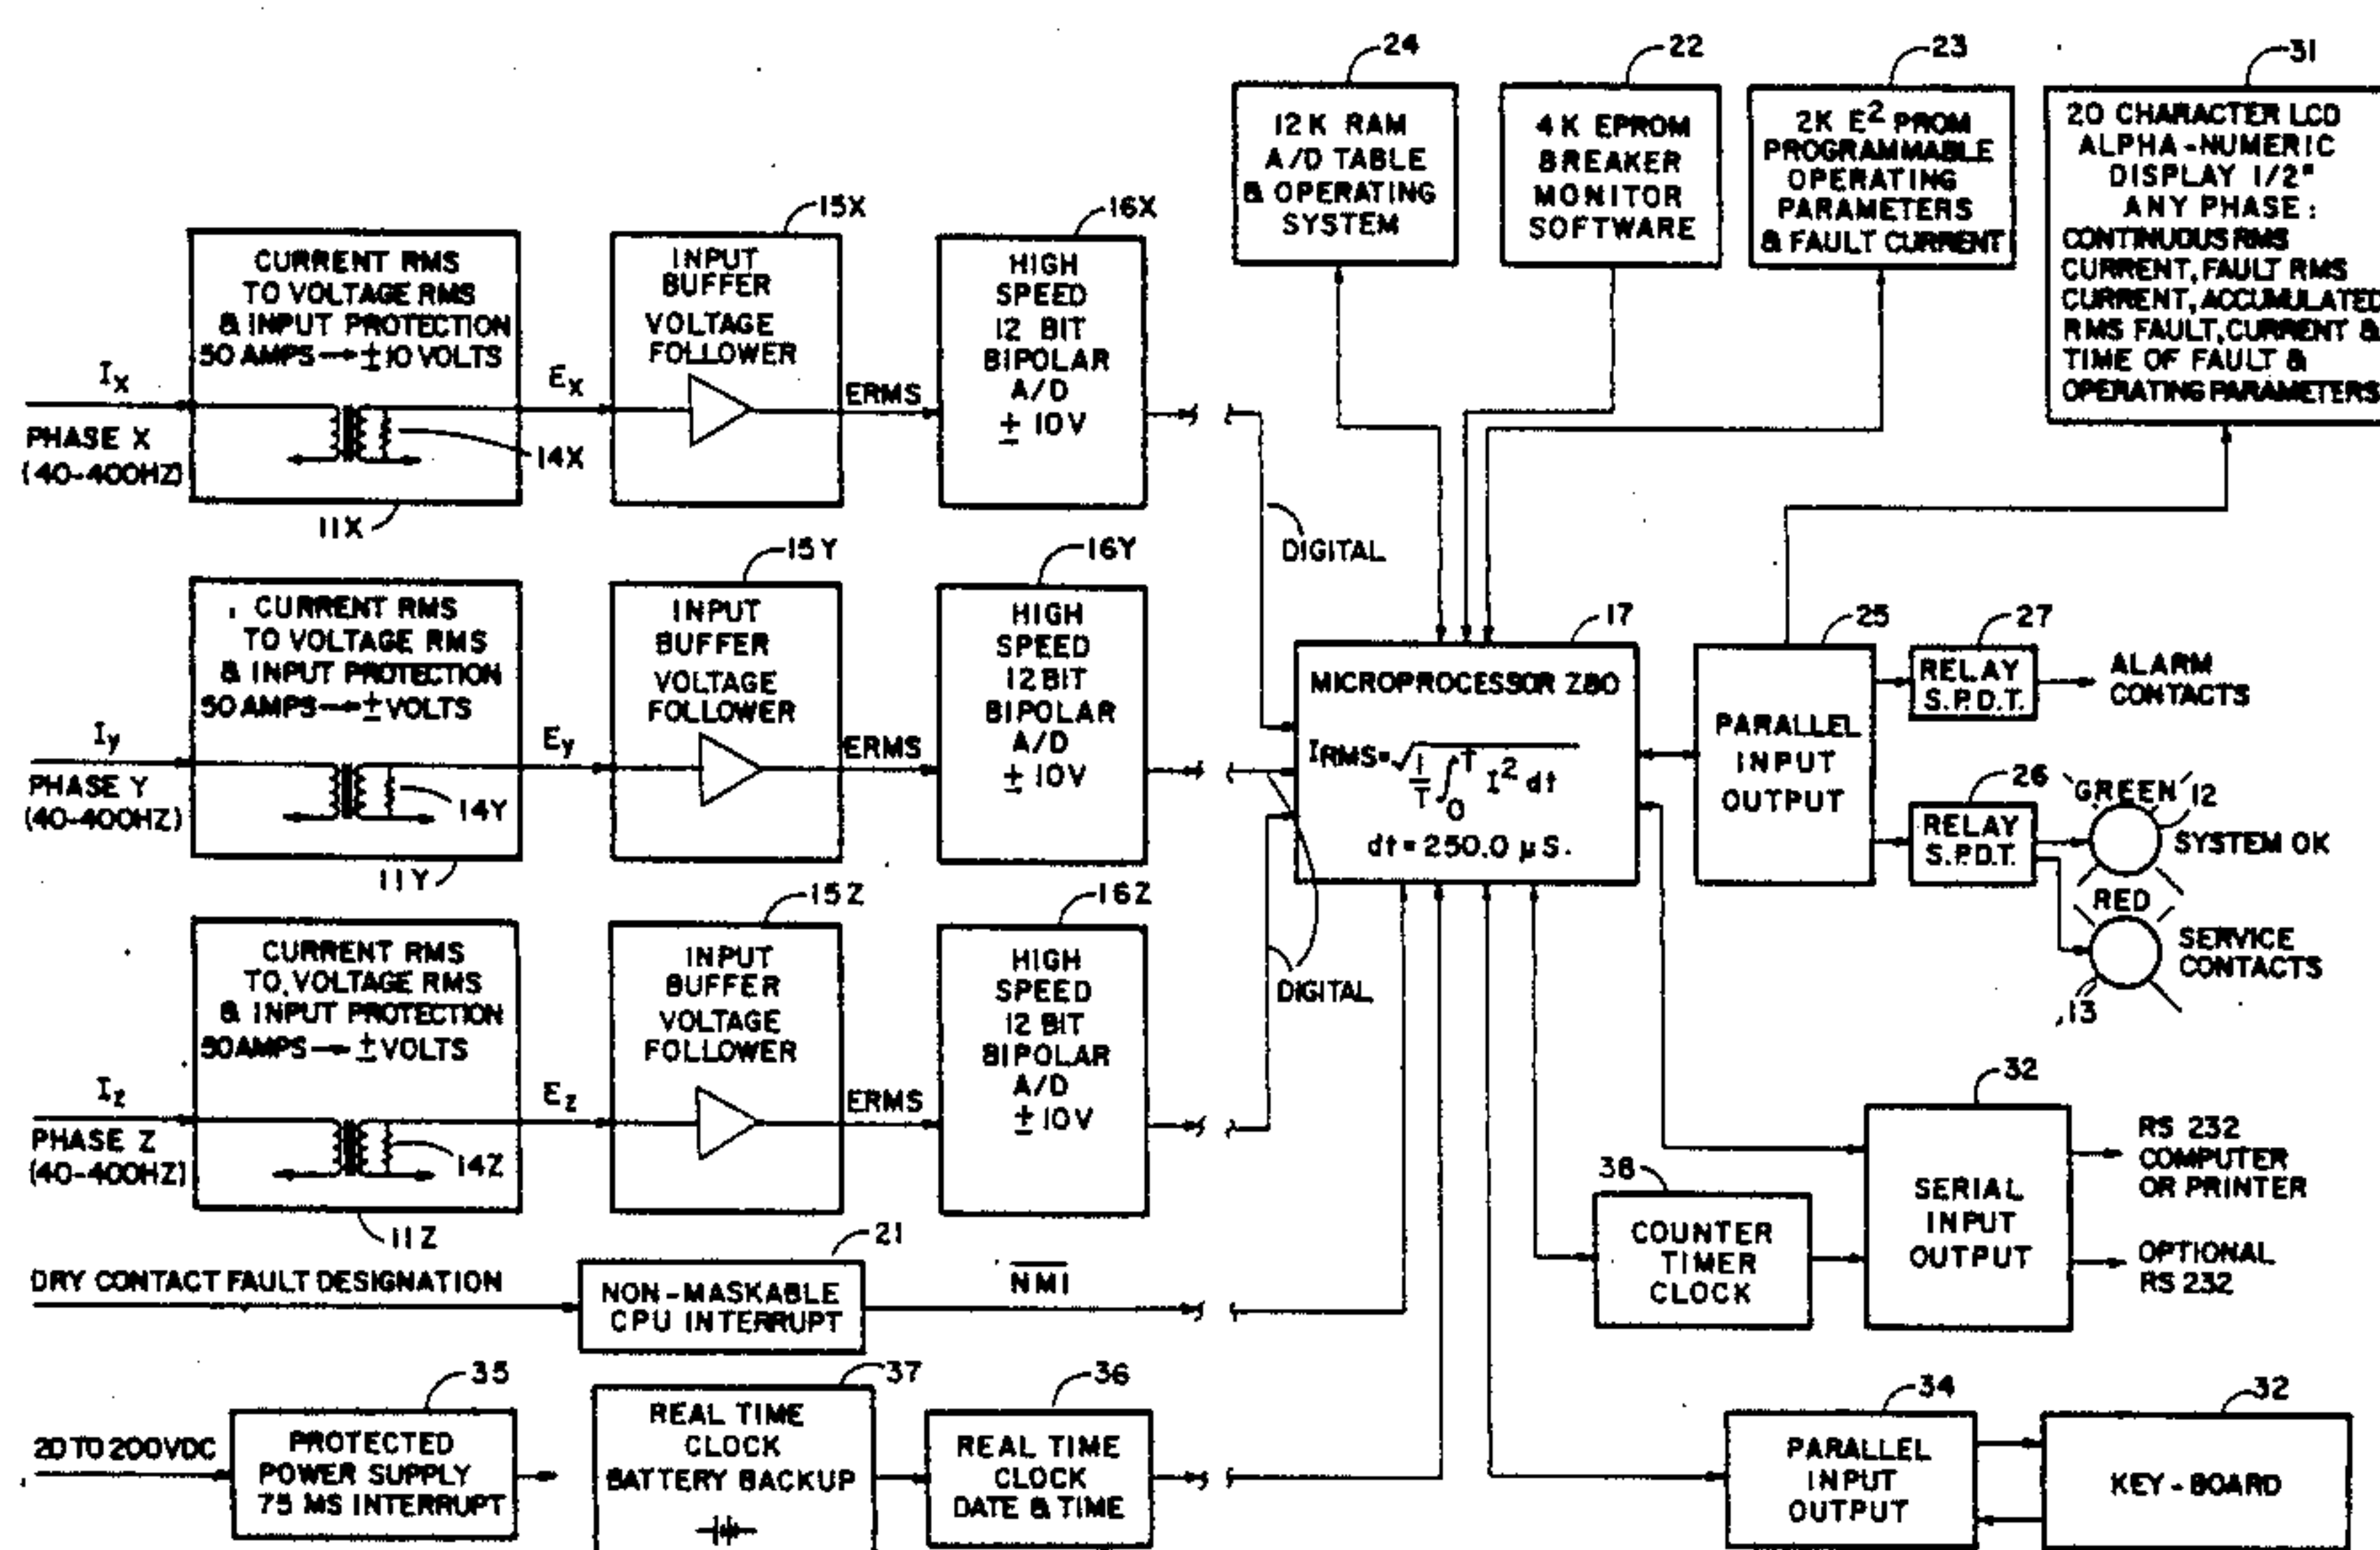 24
22
23
31
12K RAM
A/D TABLE
& OPERATING
SYSTEM
4K EPROM
BREAKER
MONITOR
SOFTWARE
2K E² PROM
PROGRAMMABLE
OPERATING
PARAMETERS
& FAULT CURRENT
20 CHARACTER LCD
ALPHA-NUMERIC
DISPLAY 1/2"
ANY PHASE:
CONTINUOUS RMS
CURRENT, FAULT RMS
CURRENT, ACCUMULATED
RMS FAULT, CURRENT &
TIME OF FAULT &
OPERATING PARAMETERS
15X
16X
CURRENT RMS
TO VOLTAGE RMS
& INPUT PROTECTION
50 AMPS → ±10 VOLTS
INPUT
BUFFER
VOLTAGE
FOLLOWER
HIGH
SPEED
12 BIT
BIPOLAR
A/D
± 10V
Ix
Ex
ERMS
PHASE X
(40-400HZ)
14X
11X
DIGITAL
15Y
16Y
CURRENT RMS
TO VOLTAGE RMS
& INPUT PROTECTION
50 AMPS → ± VOLTS
INPUT
BUFFER
VOLTAGE
FOLLOWER
HIGH
SPEED
12 BIT
BIPOLAR
A/D
± 10V
Iy
Ey
ERMS
PHASE Y
(40-400HZ)
14Y
11Y
17
MICROPROCESSOR Z80
IRMS=√1/T ∫0T I² dt
dt = 250.0 µS.
25
PARALLEL
INPUT
OUTPUT
27
RELAY
S.P.D.T.
ALARM
CONTACTS
26
RELAY
S.P.D.T.
GREEN
12
SYSTEM OK
RED
SERVICE
CONTACTS
13
15Z
16Z
CURRENT RMS
TO VOLTAGE RMS
& INPUT PROTECTION
50 AMPS → ± VOLTS
INPUT
BUFFER
VOLTAGE
FOLLOWER
HIGH
SPEED
12 BIT
BIPOLAR
A/D
± 10V
DIGITAL
Iz
Ez
ERMS
PHASE Z
(40-400HZ)
14Z
11Z
32
SERIAL
INPUT
OUTPUT
RS 232
COMPUTER
OR PRINTER
OPTIONAL
RS 232
38
COUNTER
TIMER
CLOCK
21
DRY CONTACT FAULT DESIGNATION
NON-MASKABLE
CPU INTERRUPT
N̅M̅I̅
35
20 TO 200VDC
PROTECTED
POWER SUPPLY
75 MS INTERRUPT
37
REAL TIME
CLOCK
BATTERY BACKUP
36
REAL TIME
CLOCK
DATE & TIME
34
PARALLEL
INPUT
OUTPUT
32
KEY-BOARD